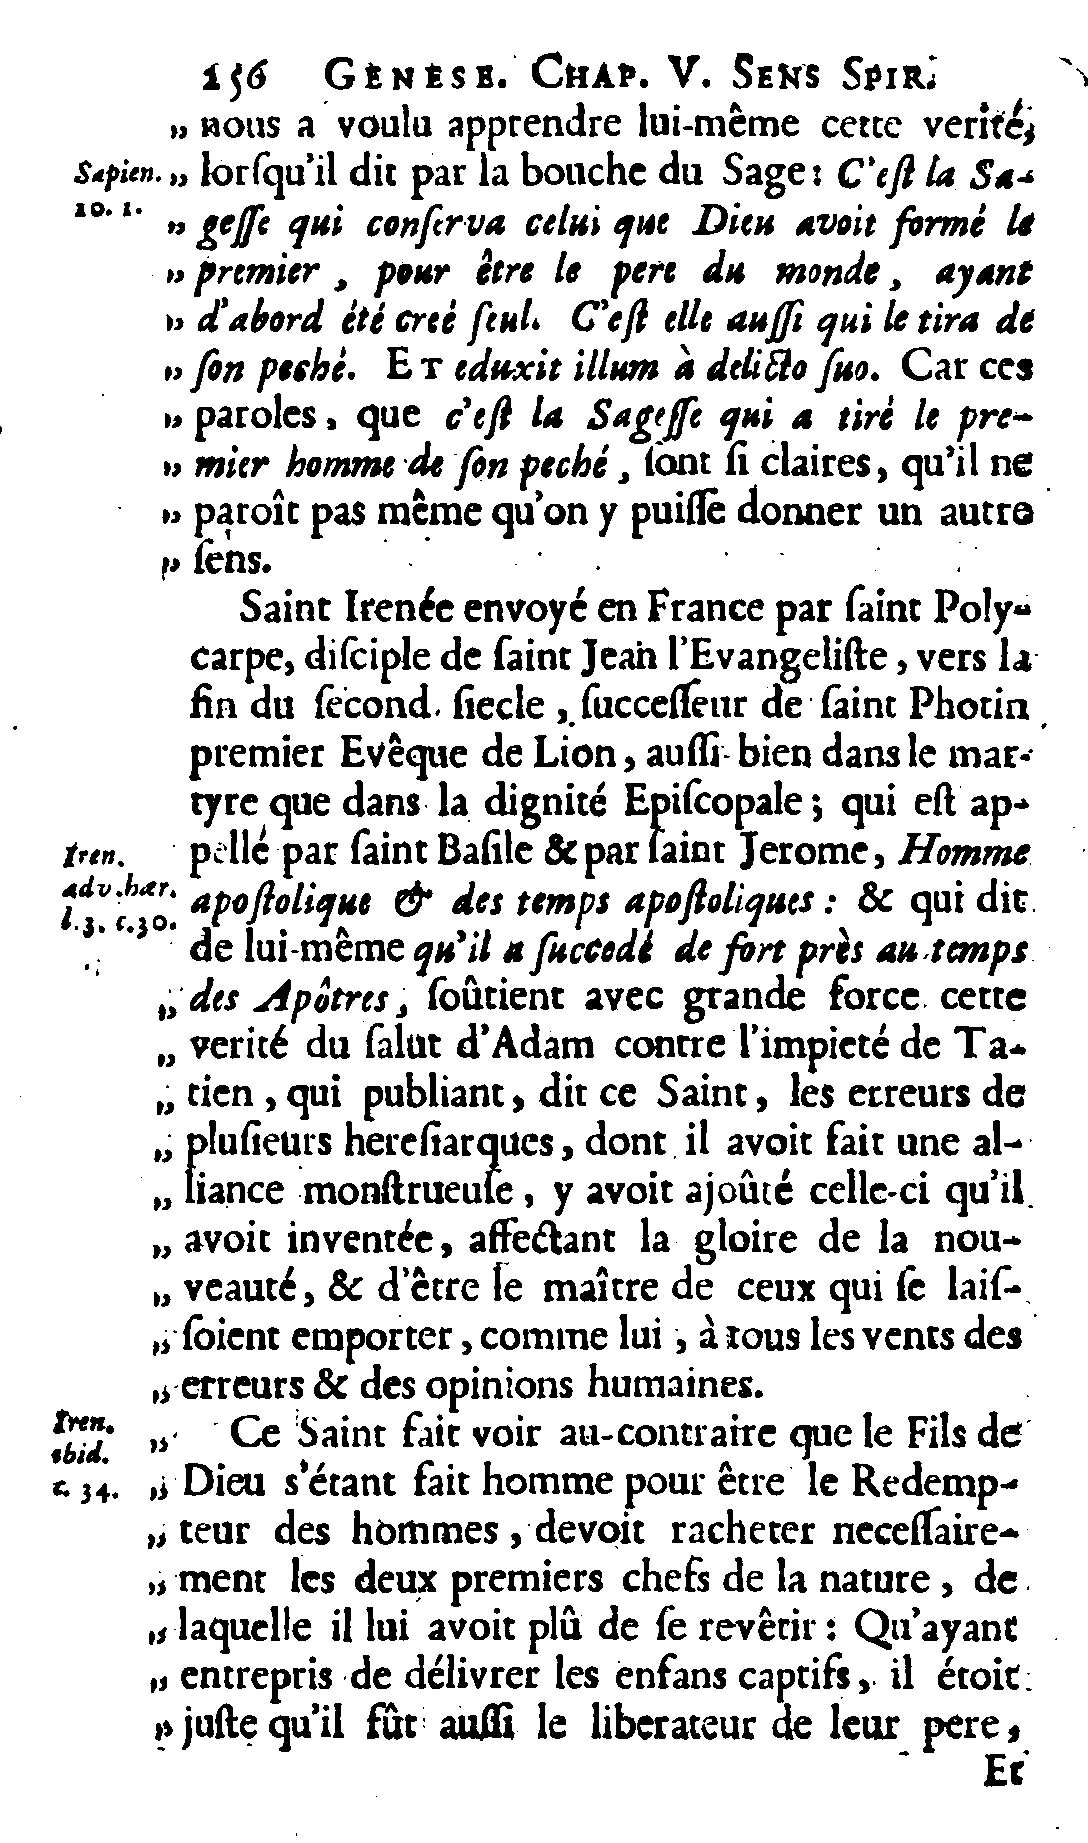 156 GENESE. CHAP. V. SENS SPIR.
„ nous a voulu apprendre lui-même cette verité,
Sapien. „ lorſqu'il dit par la bouche du Sage: C'eſt la Sa-
10. 1. „ geſſe qui conſerva celui que Dieu avoit formé le
„ premier, pour être le pere du monde, ayant
„ d'abord été creé ſeul. C'eſt elle auſſi qui le tira de
„ ſon peché. ET eduxit illum à delicto ſuo. Car ces
„ paroles, que c'eſt la Sageſſe qui a tiré le pre-
„ mier homme de ſon peché, ſont ſi claires, qu'il ne
„ paroît pas même qu'on y puiſſe donner un autre
„ ſens.
Saint Irenée envoyé en France par ſaint Poly-
carpe, diſciple de ſaint Jean l'Evangeliſte, vers la
fin du ſecond ſiecle, ſucceſſeur de ſaint Photin
premier Evêque de Lion, auſſi bien dans le mar-
tyre que dans la dignité Epiſcopale; qui eſt ap-
Iren. pellé par ſaint Baſile & par ſaint Jerome, Homme
adv. hær. apoſtolique & des temps apoſtoliques: & qui dit
l. 3. c. 30. de lui-même qu'il a ſuccedé de fort près au temps
„ des Apôtres, ſoûtient avec grande force cette
„ verité du ſalut d'Adam contre l'impieté de Ta-
„ tien, qui publiant, dit ce Saint, les erreurs de
„ pluſieurs hereſiarques, dont il avoit fait une al-
„ liance monſtrueuſe, y avoit ajoûté celle-ci qu'il
„ avoit inventée, affectant la gloire de la nou-
„ veauté, & d'être le maître de ceux qui ſe laiſ-
„ ſoient emporter, comme lui, à tous les vents des
„ erreurs & des opinions humaines.
Iren. „ Ce Saint fait voir au-contraire que le Fils de
ibid.
c. 34. „ Dieu s'étant fait homme pour être le Redemp-
„ teur des hommes, devoit racheter neceſſaire-
„ ment les deux premiers chefs de la nature, de
„ laquelle il lui avoit plû de ſe revêtir: Qu'ayant
„ entrepris de délivrer les enfans captifs, il étoit
„ juſte qu'il fût auſſi le liberateur de leur pere,
Et